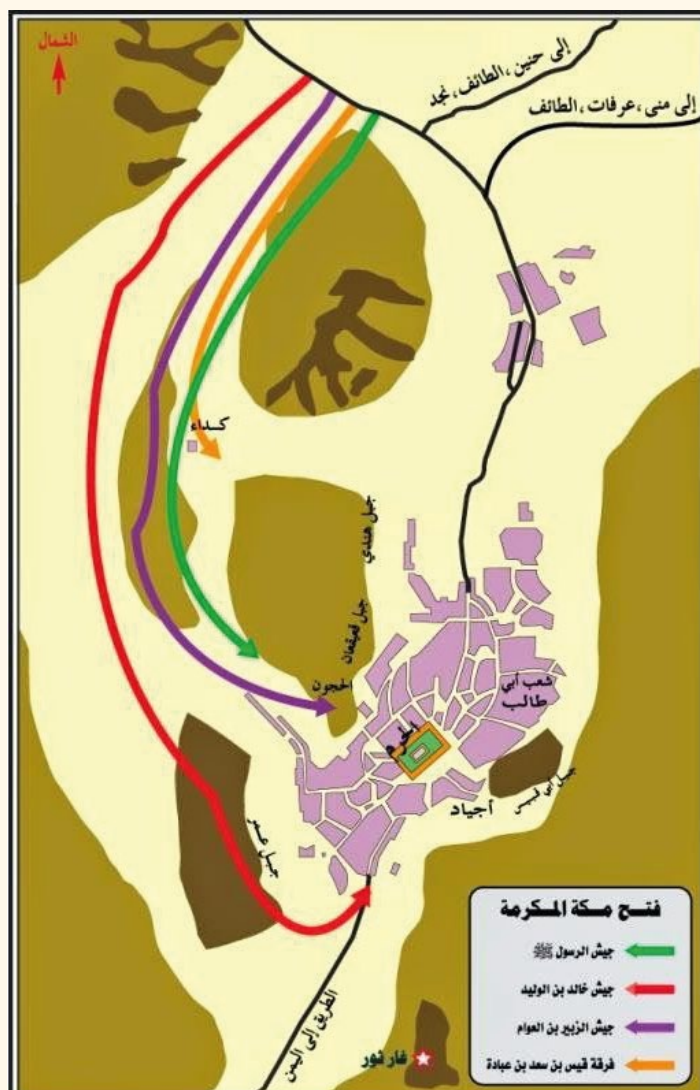 الشمال
إلى حنين، الطائف، نجد
إلى منى، عرفات، الطائف
كداء
جبل هندي
جبل قعيقعان
الحجون
شعب أبي
طالب
الحرم
جبل أبي قبيس
أجياد
جبل عمر
فتح مكة المكرمة
جيش الرسول ﷺ
جيش خالد بن الوليد
جيش الزبير بن العوام
فرقة قيس بن سعد بن عبادة
الطريق إلى اليمن
غار ثور